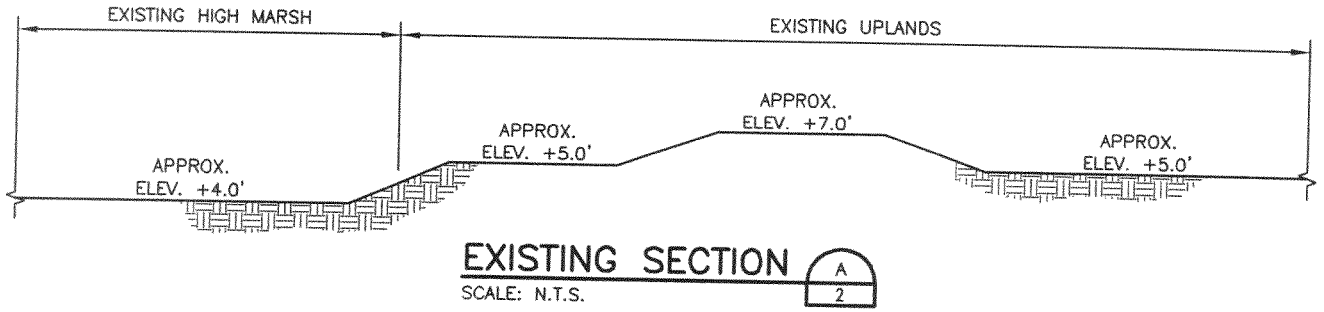 EXISTING HIGH MARSH
EXISTING UPLANDS
APPROX.
ELEV. +4.0'
APPROX.
ELEV. +5.0'
APPROX.
ELEV. +7.0'
APPROX.
ELEV. +5.0'
EXISTING SECTION
A
2
SCALE: N.T.S.